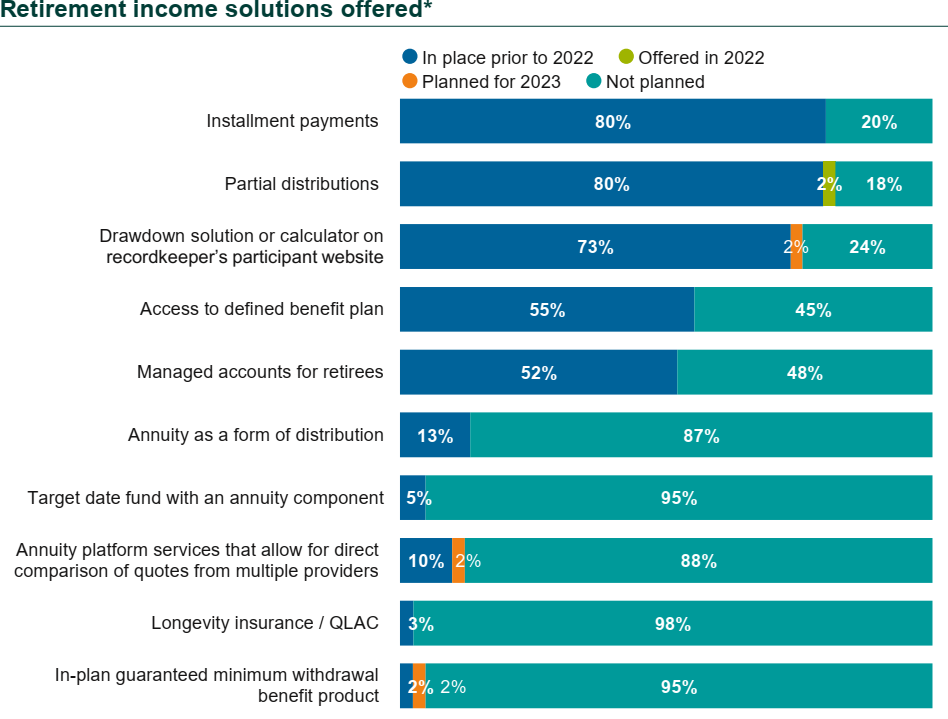 Retirement income solutions offered*
In place prior to 2022 Offered in 2022
Planned for 2023 Not planned
Installment payments 80% 20%
Partial distributions 80% 2% 18%
Drawdown solution or calculator on
recordkeeper’s participant website 73% 2% 24%
Access to defined benefit plan 55% 45%
Managed accounts for retirees 52% 48%
Annuity as a form of distribution 13% 87%
Target date fund with an annuity component 5% 95%
Annuity platform services that allow for direct
comparison of quotes from multiple providers 10% 2% 88%
Longevity insurance / QLAC 3% 98%
In-plan guaranteed minimum withdrawal
benefit product 2% 2% 95%